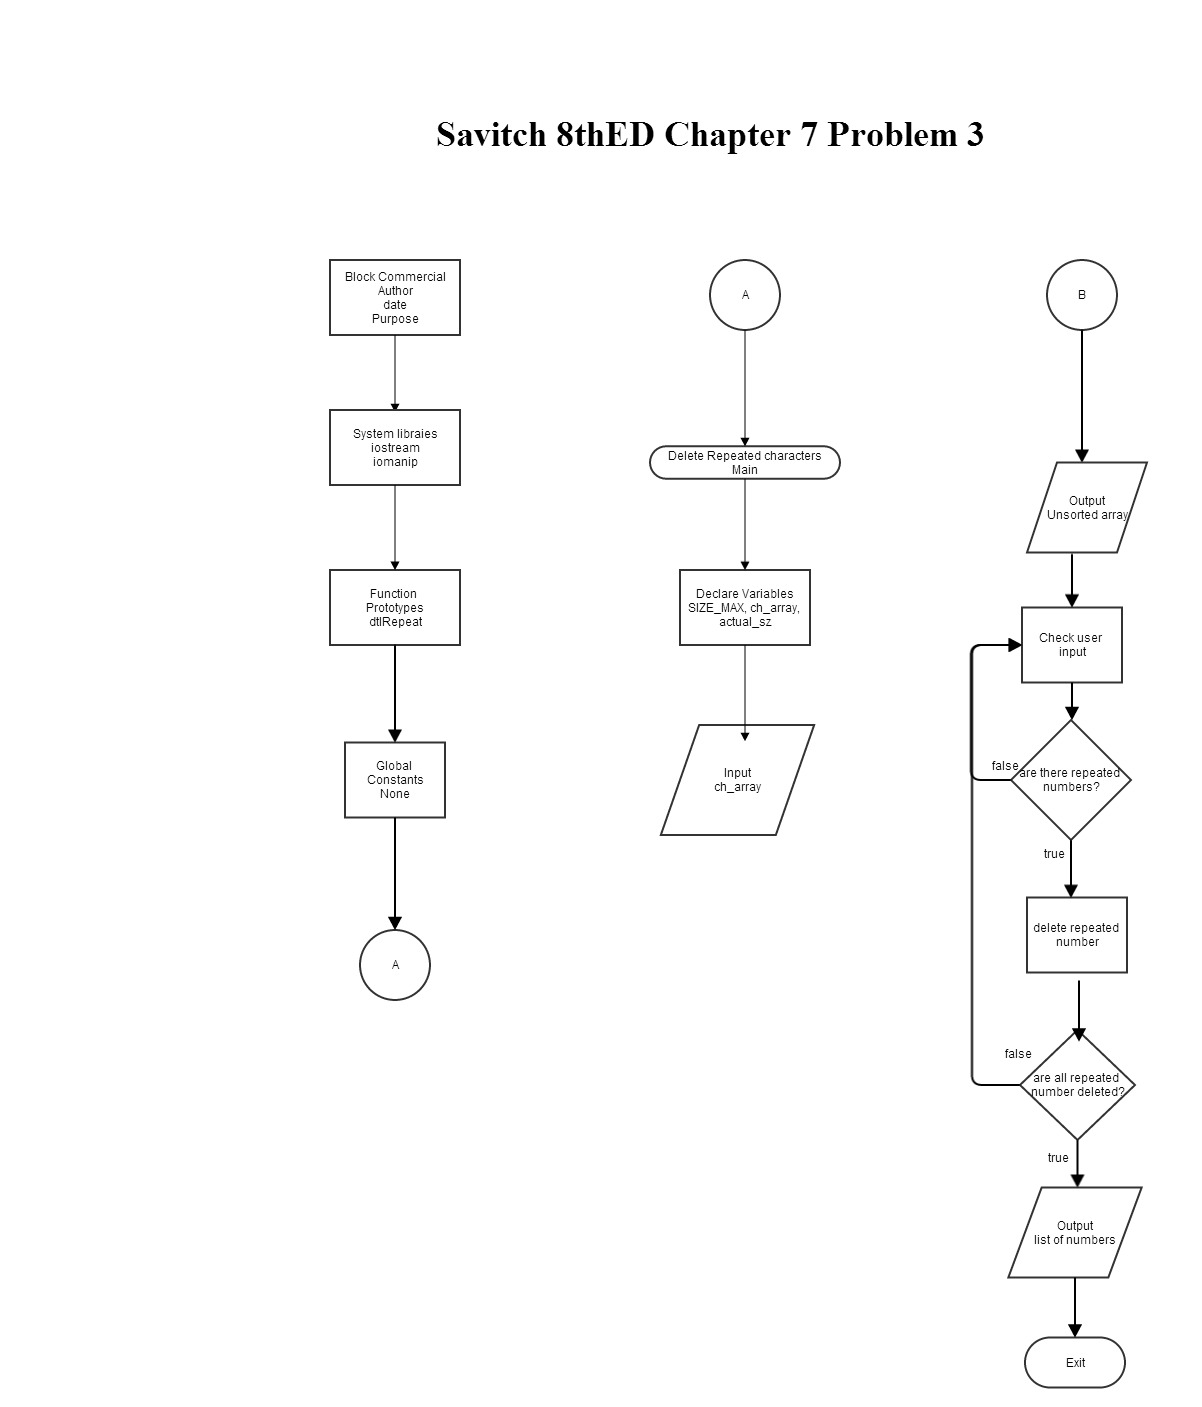 Savitch 8thED Chapter 7 Problem 3
Block Commercial
Author
date
Purpose
System libraies
iostream
iomanip
Function
Prototypes
dtlRepeat
Global
Constants
None
A
A
Delete Repeated characters
Main
Declare Variables
SIZE_MAX, ch_array,
actual_sz
Input
ch_array
B
Output
Unsorted array
Check user
input
false
are there repeated
numbers?
true
delete repeated
number
false
are all repeated
number deleted?
true
Output
list of numbers
Exit